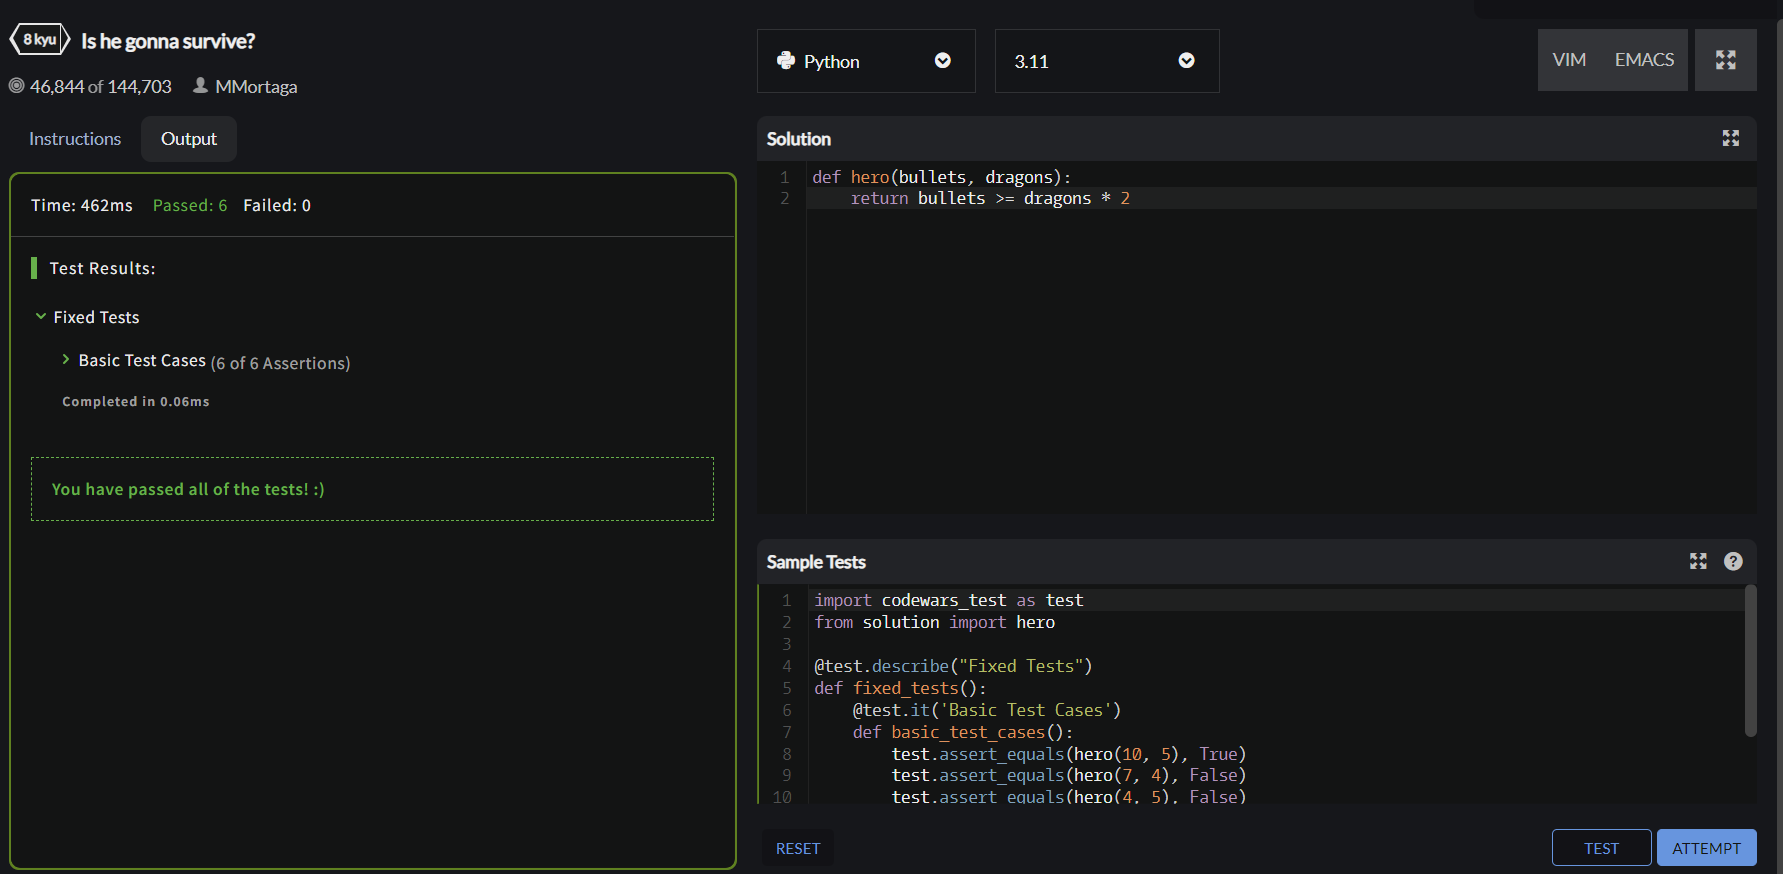 8 kyu Is he gonna survive?
46,844 of 144,703 MMortaga
Instructions Output
Time: 462ms Passed: 6 Failed: 0
Test Results:
Fixed Tests
Basic Test Cases (6 of 6 Assertions)
Completed in 0.06ms
You have passed all of the tests! :)
Python 3.11 VIM EMACS
Solution
1 def hero(bullets, dragons):
2     return bullets >= dragons * 2
Sample Tests ?
1 import codewars_test as test
2 from solution import hero
3
4 @test.describe("Fixed Tests")
5 def fixed_tests():
6     @test.it('Basic Test Cases')
7     def basic_test_cases():
8         test.assert_equals(hero(10, 5), True)
9         test.assert_equals(hero(7, 4), False)
10         test.assert_equals(hero(4, 5), False)
RESET TEST ATTEMPT